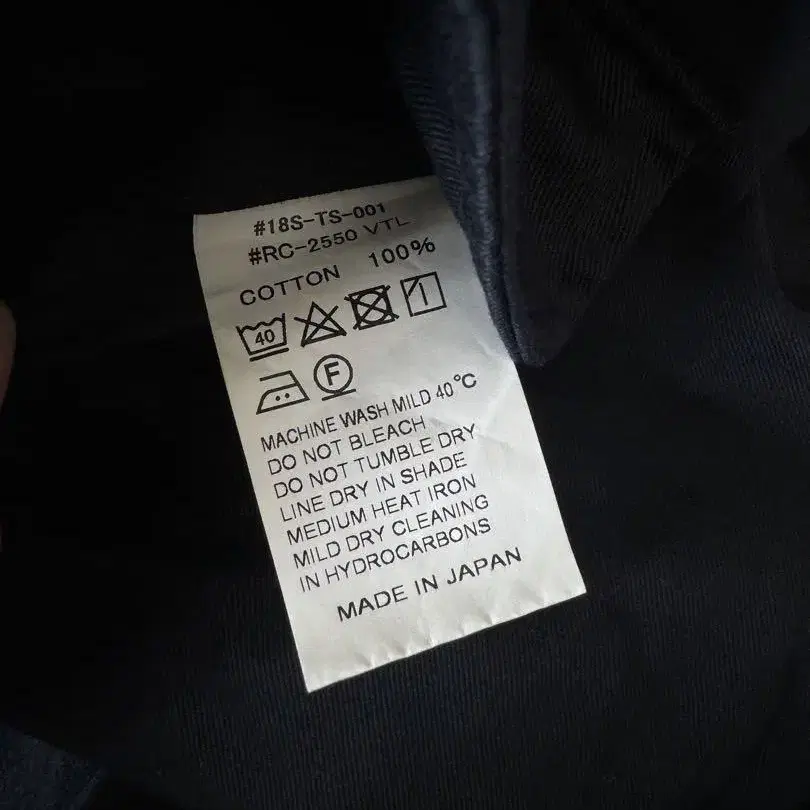 #18S-TS-001
#RC-2550 VTL
COTTON 100%
40
F
MACHINE WASH MILD 40℃
DO NOT BLEACH
DO NOT TUMBLE DRY
LINE DRY IN SHADE
MEDIUM HEAT IRON
MILD DRY CLEANING
IN HYDROCARBONS
MADE IN JAPAN